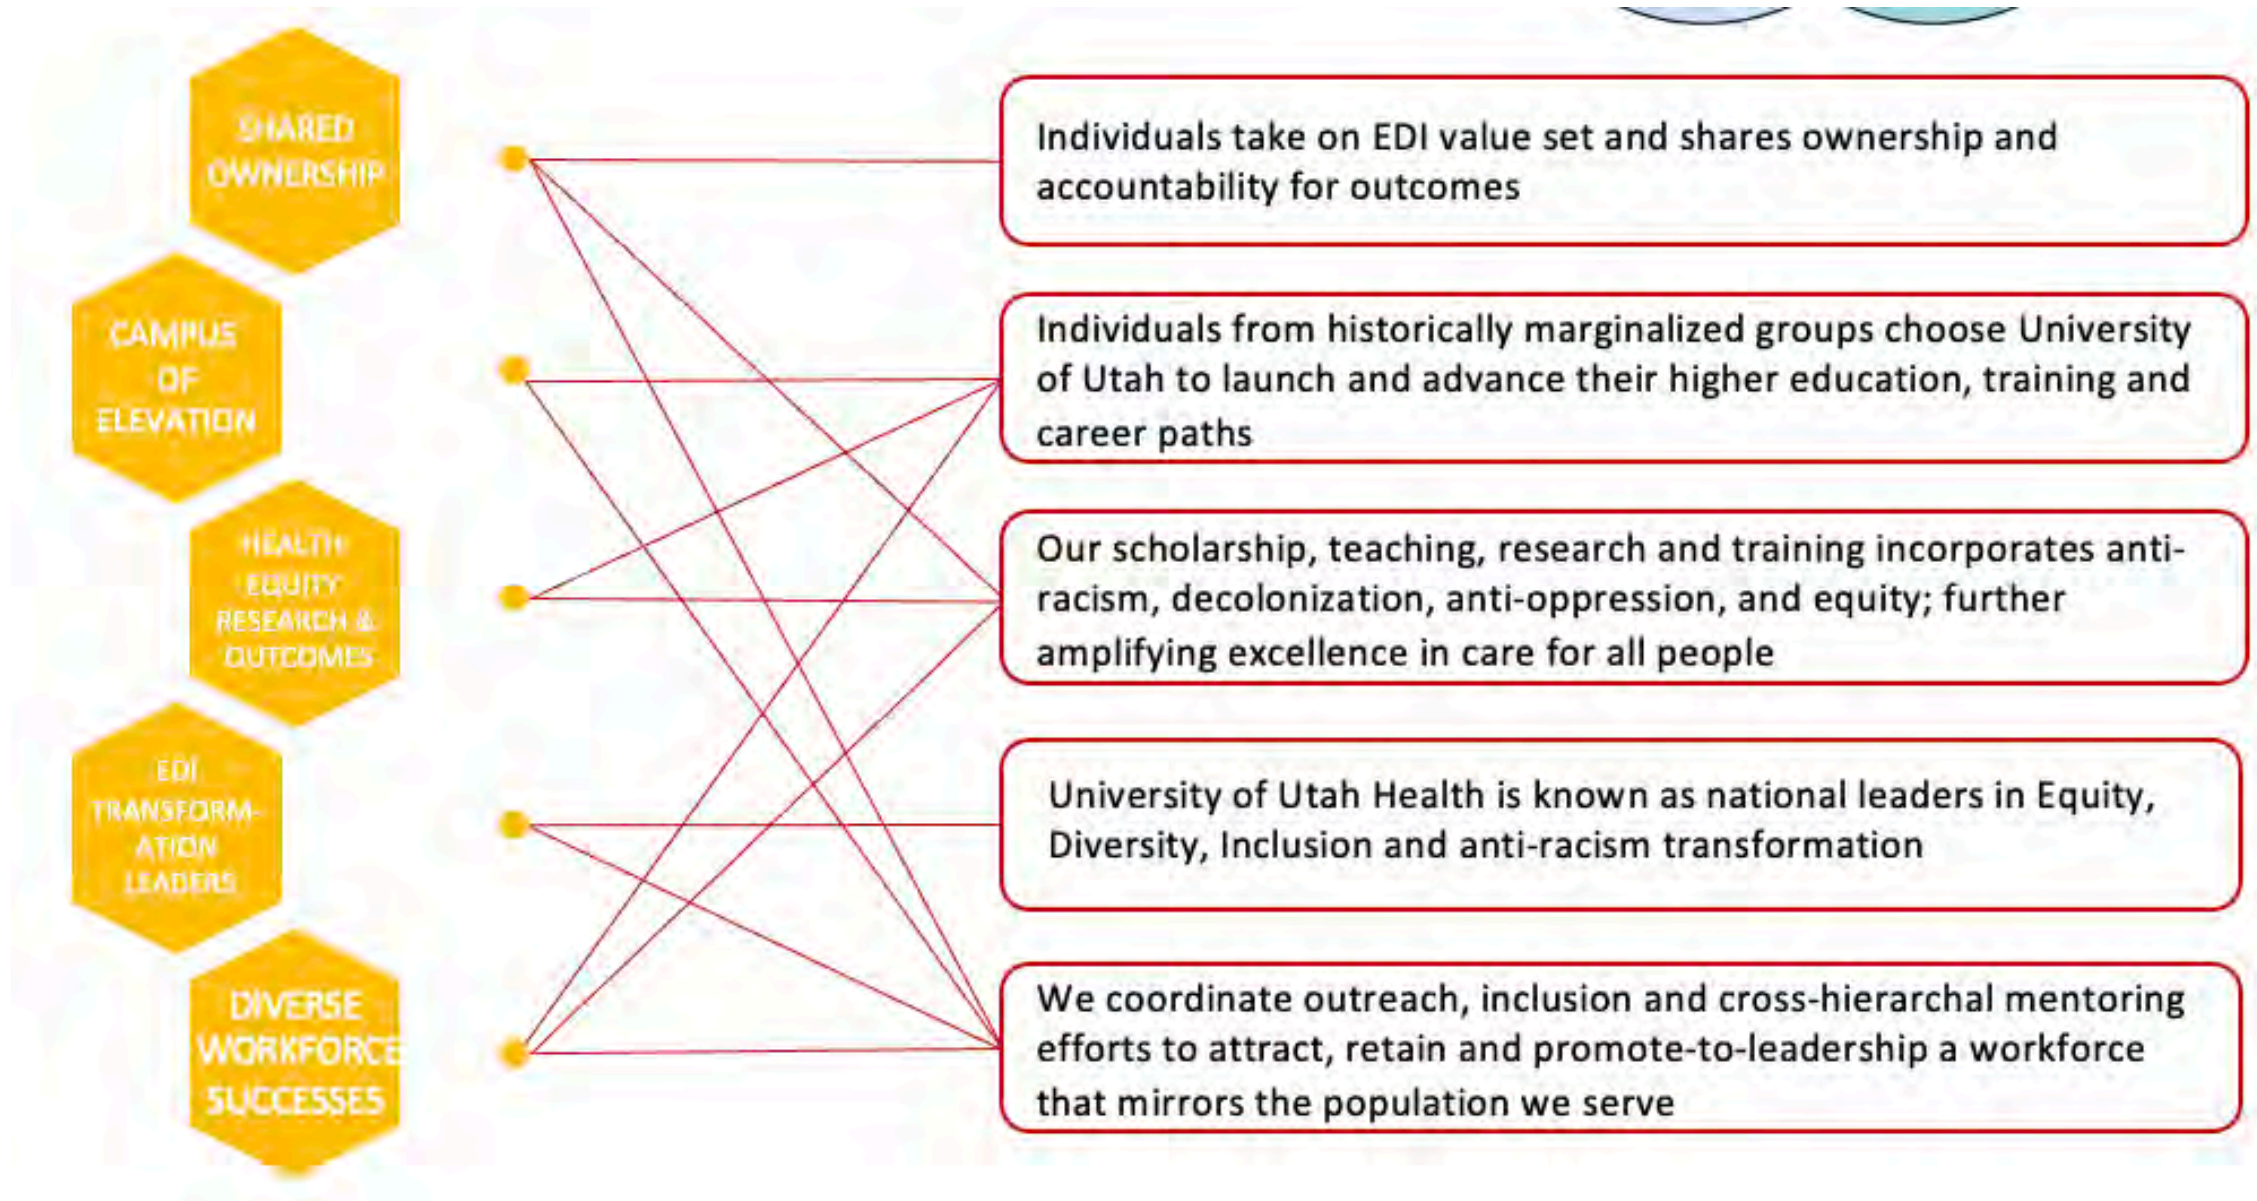 SHARED
OWNERSHIP
Individuals take on EDI value set and shares ownership and
accountability for outcomes
CAMPUS
OF
ELEVATION
Individuals from historically marginalized groups choose University
of Utah to launch and advance their higher education, training and
career paths
HEALTH
EQUITY
RESEARCH &
OUTCOMES
Our scholarship, teaching, research and training incorporates anti-
racism, decolonization, anti-oppression, and equity; further
amplifying excellence in care for all people
EDI
TRANSFORM-
ATION
LEADERS
University of Utah Health is known as national leaders in Equity,
Diversity, Inclusion and anti-racism transformation
DIVERSE
WORKFORCE
SUCCESSES
We coordinate outreach, inclusion and cross-hierarchal mentoring
efforts to attract, retain and promote-to-leadership a workforce
that mirrors the population we serve